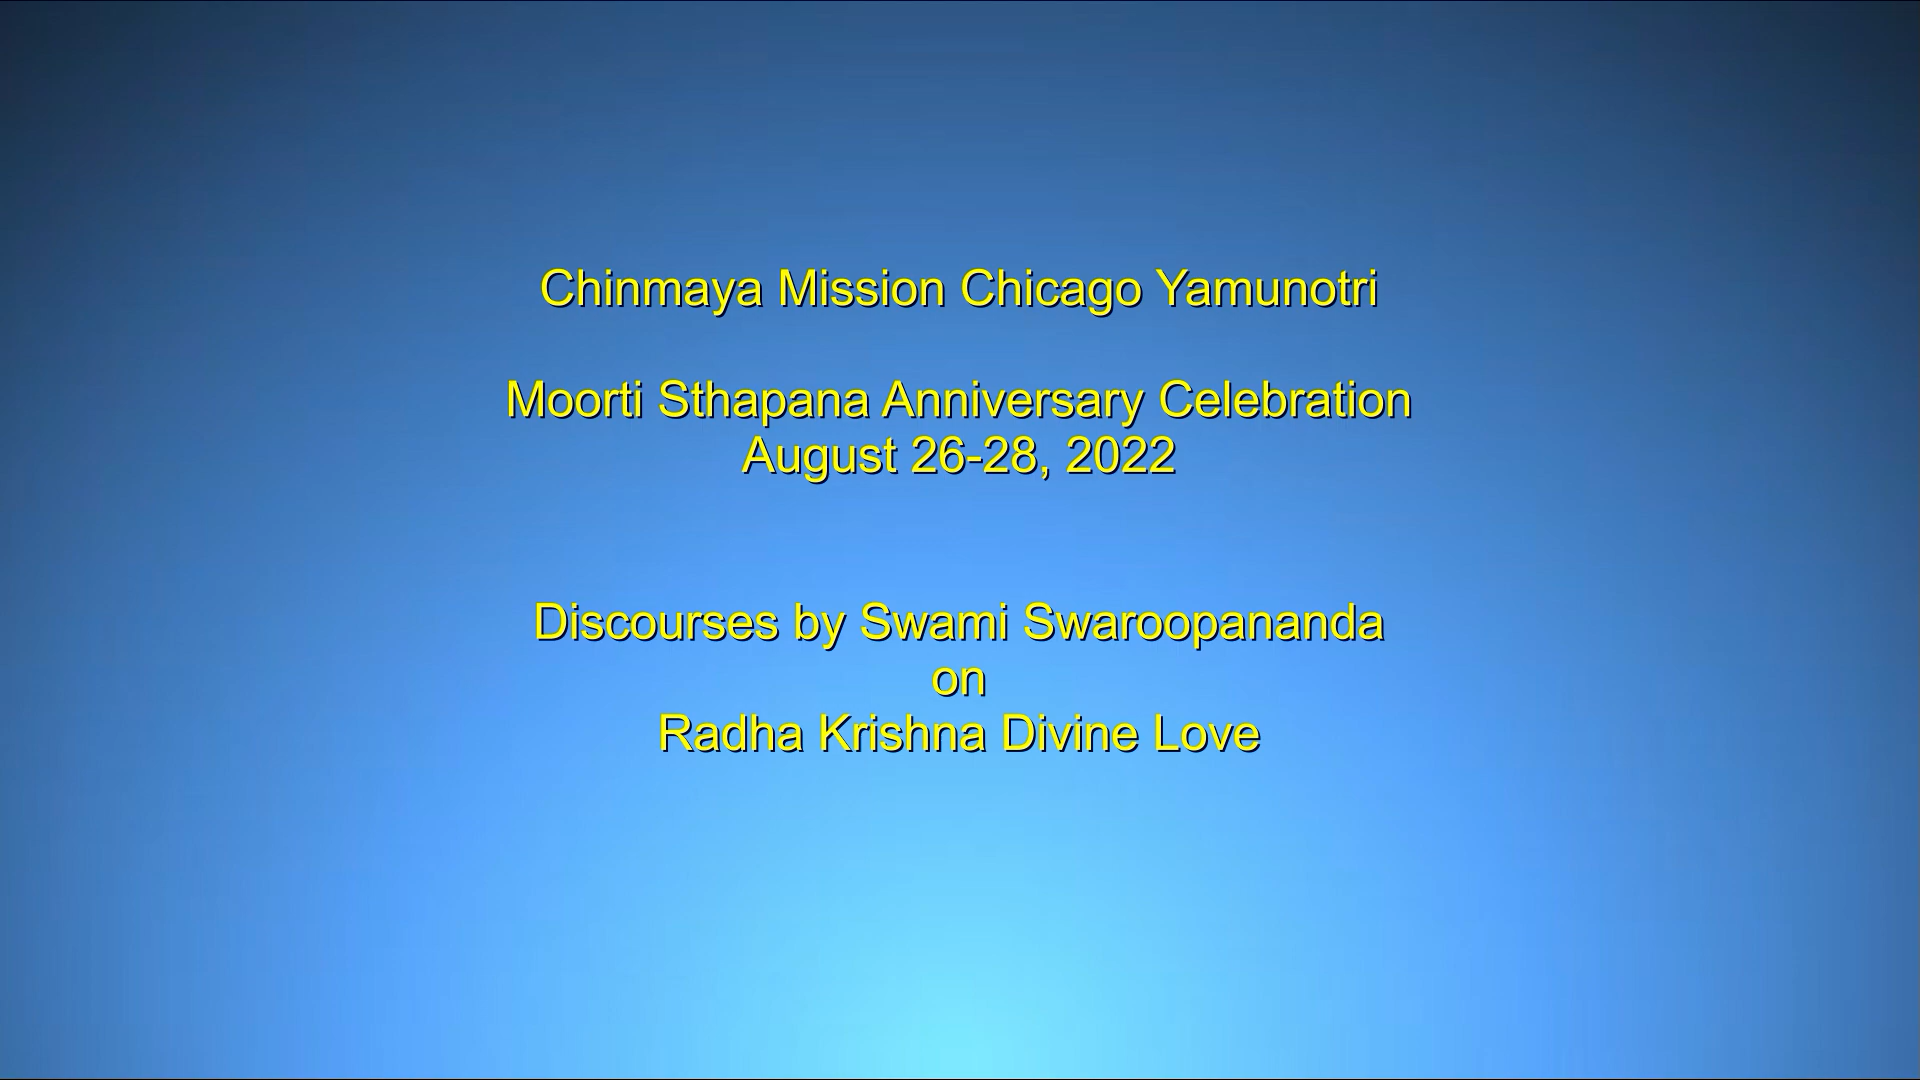 Chinmaya Mission Chicago Yamunotri
Moorti Sthapana Anniversary Celebration
August 26-28, 2022
Discourses by Swami Swaroopananda
on
Radha Krishna Divine Love